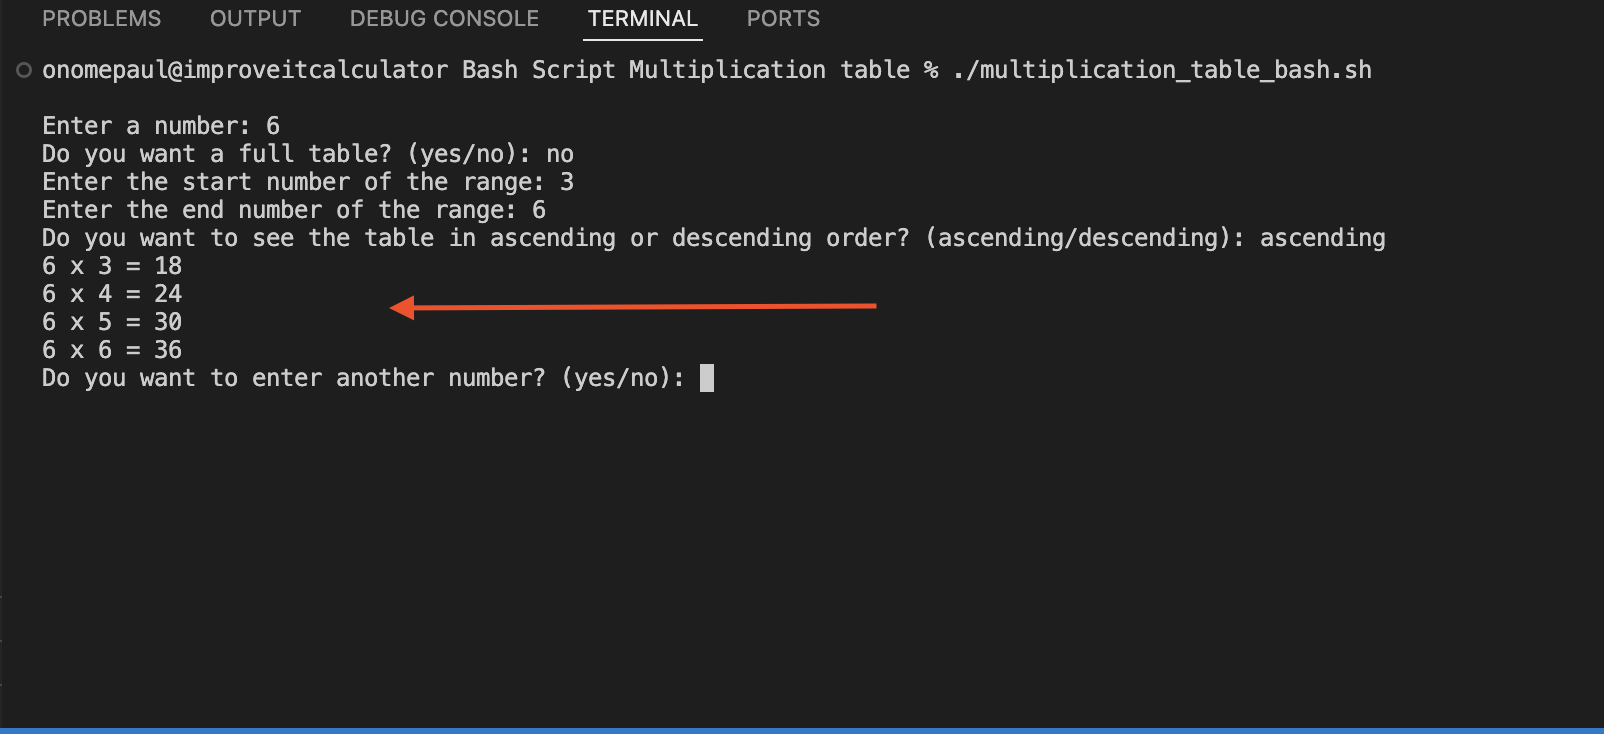 PROBLEMS OUTPUT DEBUG CONSOLE TERMINAL PORTS
onomepaul@improveitcalculator Bash Script Multiplication table % ./multiplication_table_bash.sh
Enter a number: 6
Do you want a full table? (yes/no): no
Enter the start number of the range: 3
Enter the end number of the range: 6
Do you want to see the table in ascending or descending order? (ascending/descending): ascending
6 x 3 = 18
6 x 4 = 24
6 x 5 = 30
6 x 6 = 36
Do you want to enter another number? (yes/no):